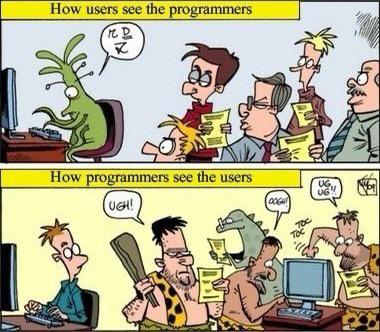 How users see the programmers
How programmers see the users
UGH!
OOGH!
TOC
TOC
UG
UG!!